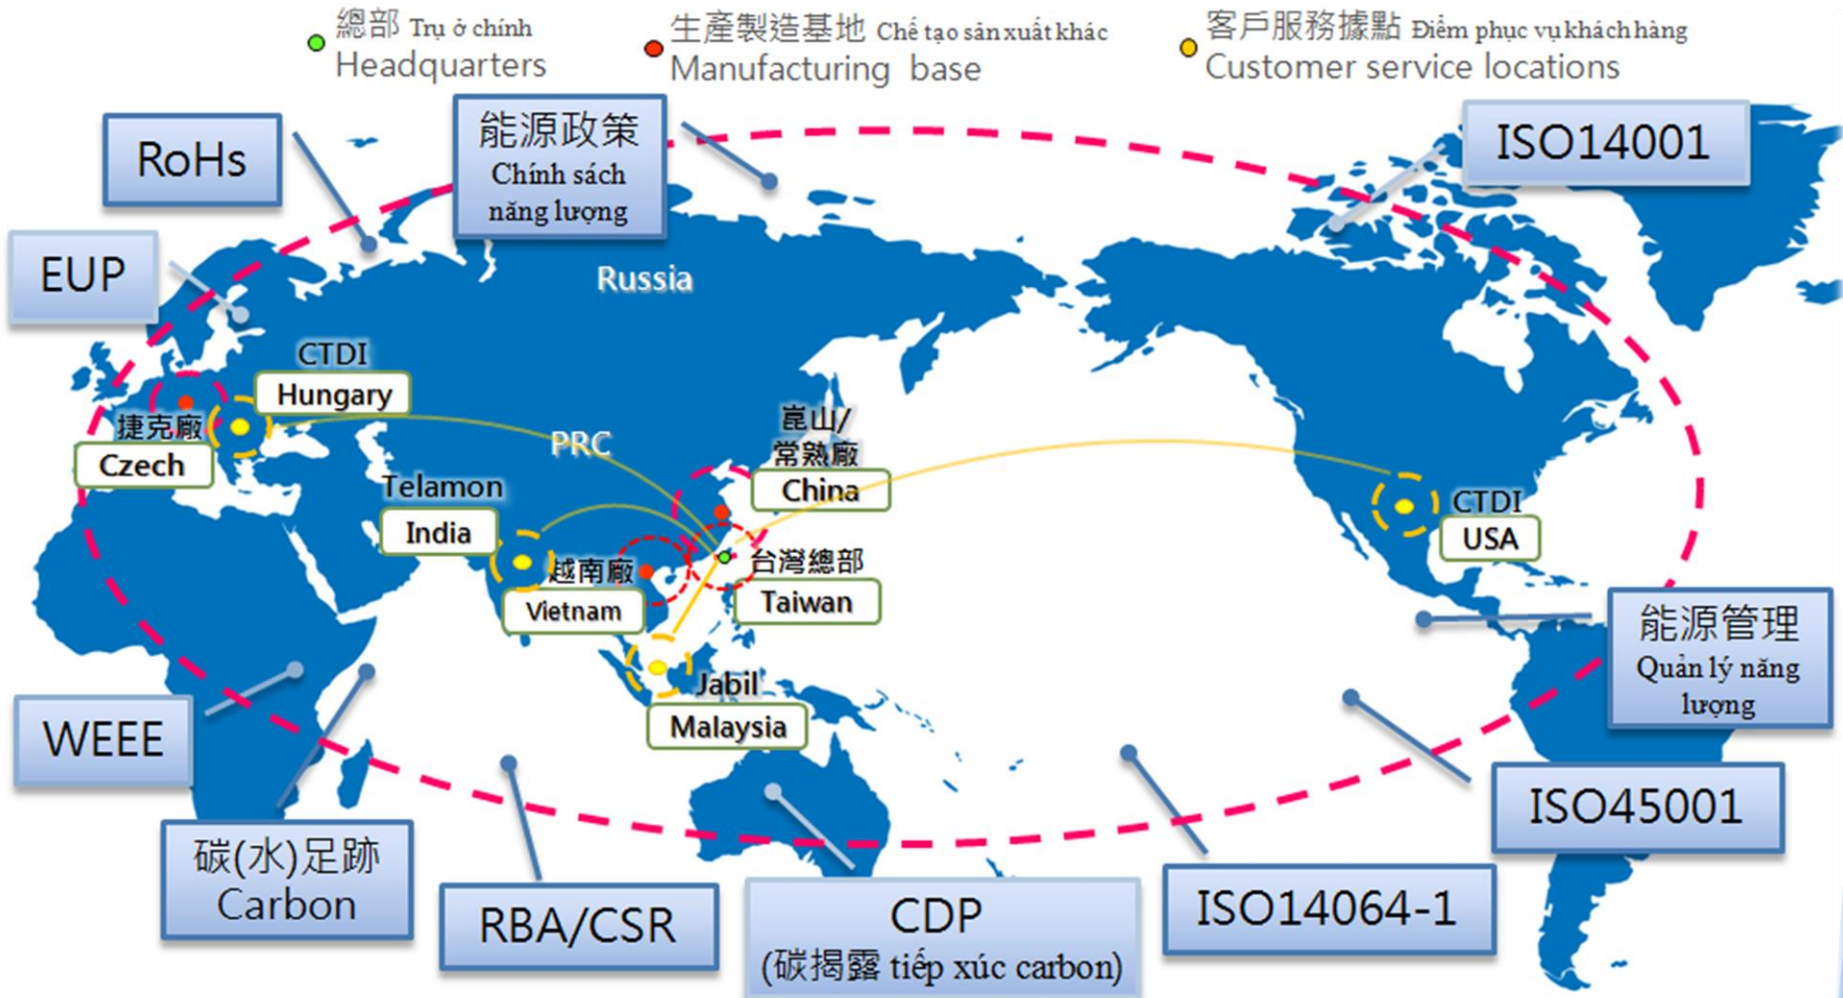 總部 Trụ ở chính
Headquarters
生產製造基地 Chế tạo sản xuất khác
Manufacturing base
客戶服務據點 Điểm phục vụ khách hàng
Customer service locations
RoHs
能源政策
Chính sách
năng lượng
ISO14001
EUP
Russia
CTDI
Hungary
捷克廠
Czech
PRC
崑山/
常熟廠
China
Telamon
India
CTDI
USA
越南廠
Vietnam
台灣總部
Taiwan
Jabil
Malaysia
能源管理
Quản lý năng
lượng
WEEE
ISO45001
碳(水)足跡
Carbon
RBA/CSR
CDP
(碳揭露 tiếp xúc carbon)
ISO14064-1